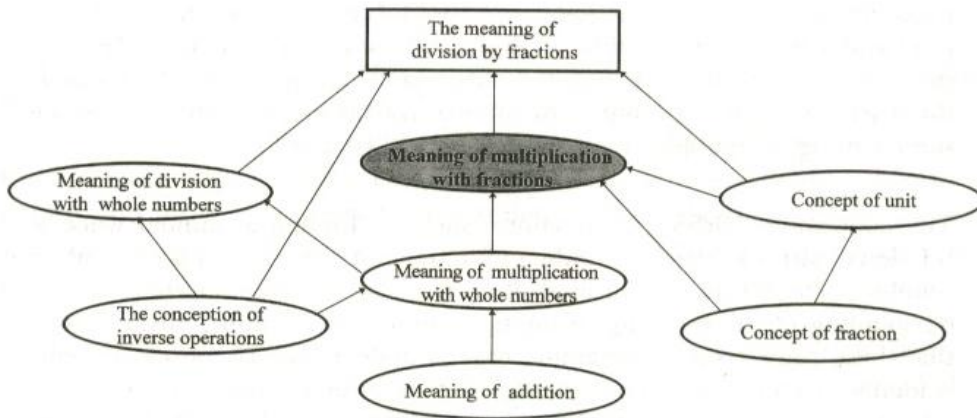 The meaning of
division by fractions
Meaning of multiplication
with fractions
Meaning of division
with whole numbers
Concept of unit
Meaning of multiplication
with whole numbers
The conception of
inverse operations
Concept of fraction
Meaning of addition